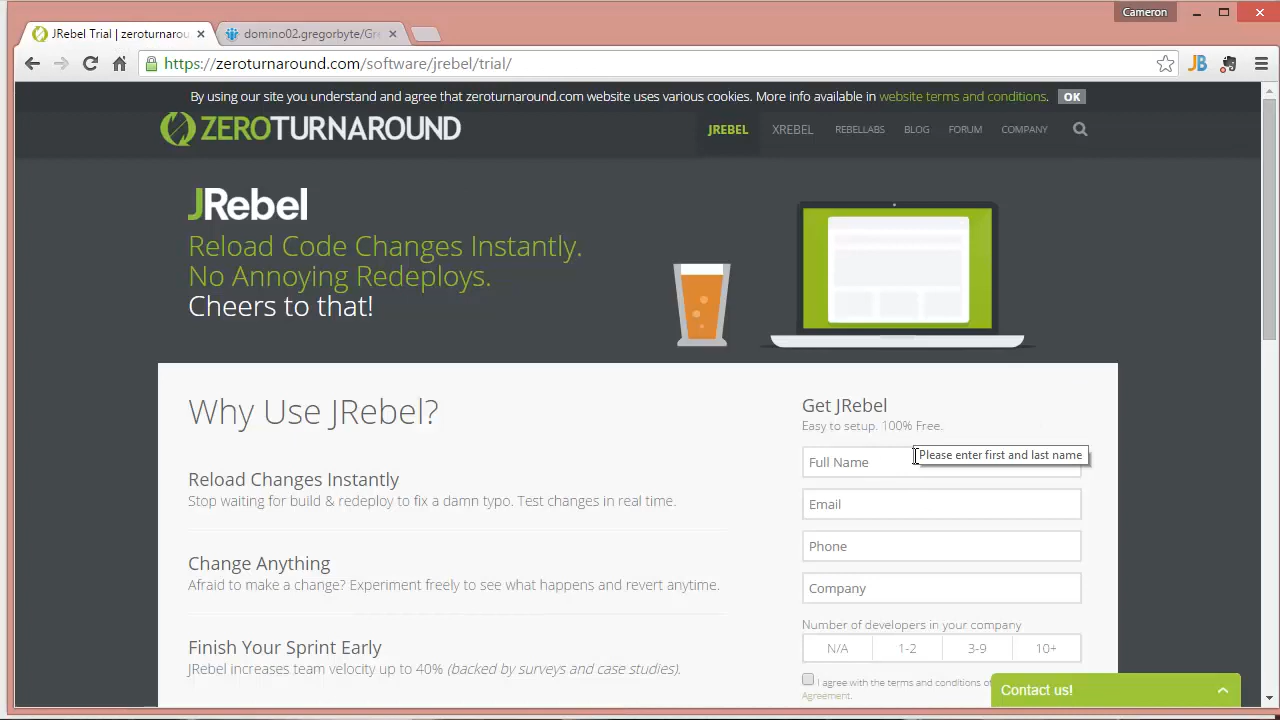 Cameron
JRebel Trial | zeroturnarou
domino02.gregorbyte/Gr
https://zeroturnaround.com/software/jrebel/trial/
JB
By using our site you understand and agree that zeroturnaround.com website uses various cookies. More info available in website terms and conditions. OK
ZEROTURNAROUND
JREBEL XREBEL REBELLABS BLOG FORUM COMPANY
JRebel
Reload Code Changes Instantly.
No Annoying Redeploys.
Cheers to that!
Why Use JRebel?
Reload Changes Instantly
Stop waiting for build & redeploy to fix a damn typo. Test changes in real time.
Change Anything
Afraid to make a change? Experiment freely to see what happens and revert anytime.
Finish Your Sprint Early
JRebel increases team velocity up to 40% (backed by surveys and case studies).
Get JRebel
Easy to setup. 100% Free.
Full Name
Please enter first and last name
Email
Phone
Company
Number of developers in your company
N/A 1-2 3-9 10+
I agree with the terms and conditions of
Agreement.
Contact us!